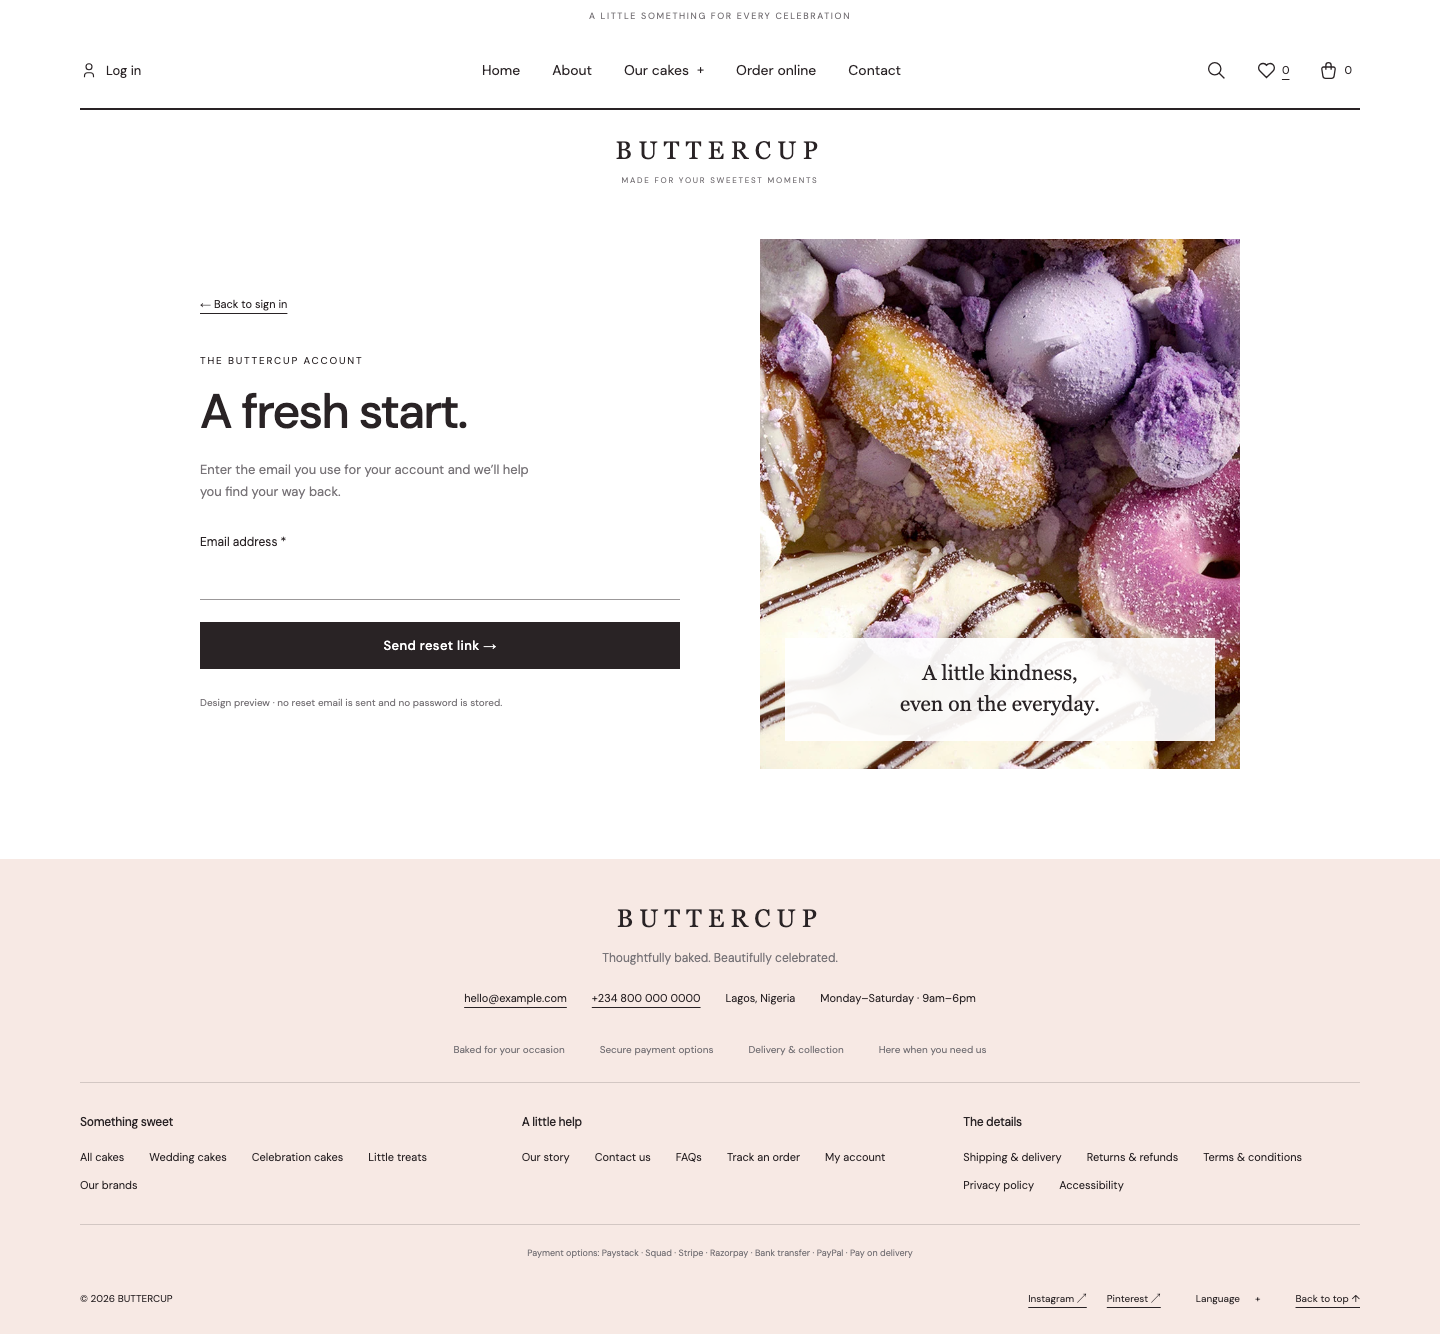 A LITTLE SOMETHING FOR EVERY CELEBRATION
Log in
Home About Our cakes + Order online Contact
0 0
BUTTERCUP
MADE FOR YOUR SWEETEST MOMENTS
← Back to sign in
THE BUTTERCUP ACCOUNT
A fresh start.
Enter the email you use for your account and we’ll help
you find your way back.
Email address *
Send reset link →
Design preview · no reset email is sent and no password is stored.
A little kindness,
even on the everyday.
BUTTERCUP
Thoughtfully baked. Beautifully celebrated.
hello@example.com +234 800 000 0000 Lagos, Nigeria Monday–Saturday · 9am–6pm
Baked for your occasion Secure payment options Delivery & collection Here when you need us
Something sweet
All cakes Wedding cakes Celebration cakes Little treats
Our brands
A little help
Our story Contact us FAQs Track an order My account
The details
Shipping & delivery Returns & refunds Terms & conditions
Privacy policy Accessibility
Payment options: Paystack · Squad · Stripe · Razorpay · Bank transfer · PayPal · Pay on delivery
© 2026 BUTTERCUP
Instagram ↗ Pinterest ↗ Language + Back to top ↑